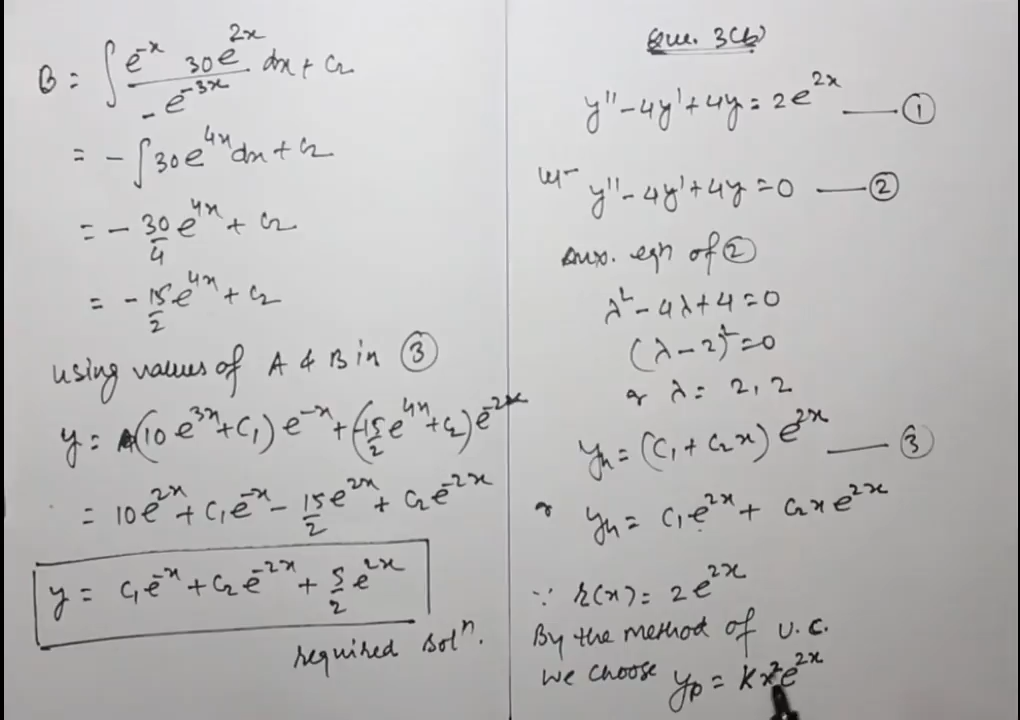 B = ∫ e^{-x} 30e^{2x} / -e^{-3x} dx + c₂
= - ∫ 30e^{4x} dx + c₂
= - 30/4 e^{4x} + c₂
= - 15/2 e^{4x} + c₂
using values of A & B in ③
y = (10 e^{3x} + C₁) e^{-x} + (-15/2 e^{4x} + c₂) e^{-2x}
= 10e^{2x} + C₁e^{-x} - 15/2 e^{2x} + C₂e^{-2x}
y = C₁e^{-x} + C₂e^{-2x} + 5/2 e^{2x}
required solⁿ.
Que. 3(b)
y'' - 4y' + 4y = 2e^{2x} — ①
let y'' - 4y' + 4y = 0 — ②
Aux. eqn of ②
λ² - 4λ + 4 = 0
(λ - 2)² = 0
or λ = 2, 2
y_h = (C₁ + C₂x) e^{2x} — ③
or y_h = C₁e^{2x} + C₂xe^{2x}
∵ r(x) = 2e^{2x}
By the method of U.C.
We choose y_p = Kx²e^{2x}